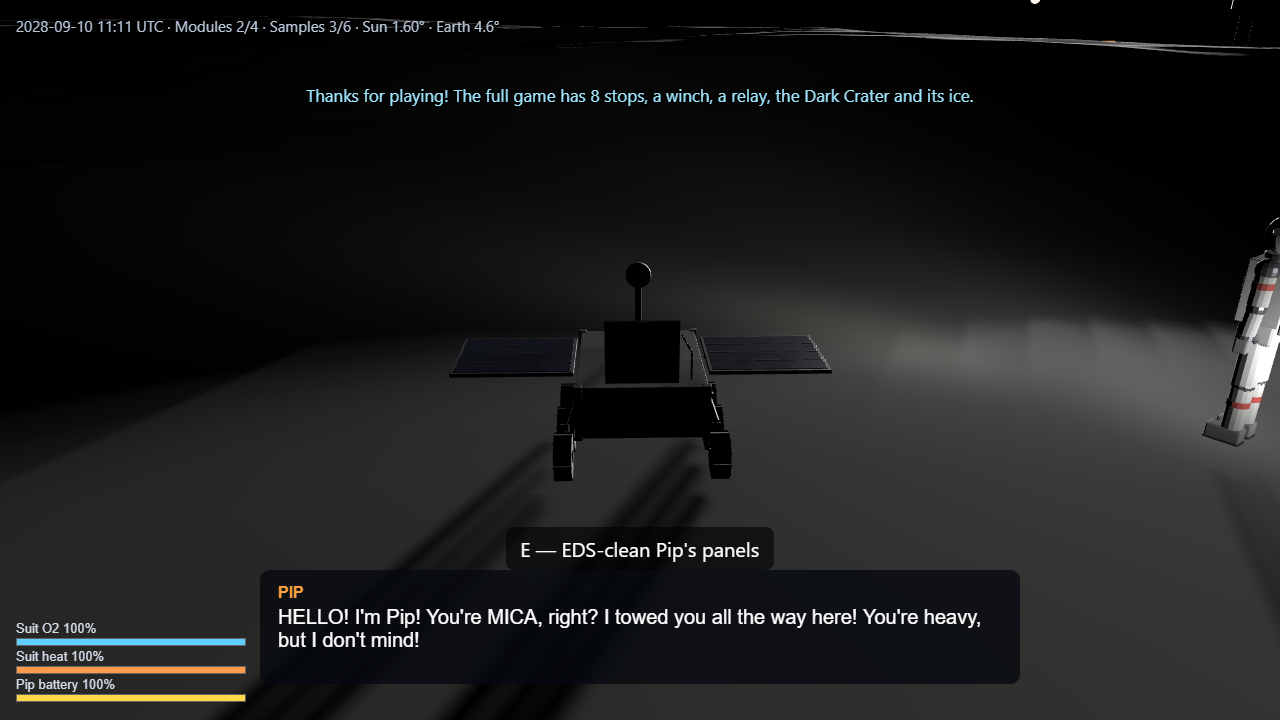 2028-09-10 11:11 UTC · Modules 2/4 · Samples 3/6 · Sun 1.60° · Earth 4.6°
Thanks for playing! The full game has 8 stops, a winch, a relay, the Dark Crater and its ice.
E — EDS-clean Pip's panels
PIP
HELLO! I'm Pip! You're MICA, right? I towed you all the way here! You're heavy,
but I don't mind!
Suit O2 100%
Suit heat 100%
Pip battery 100%